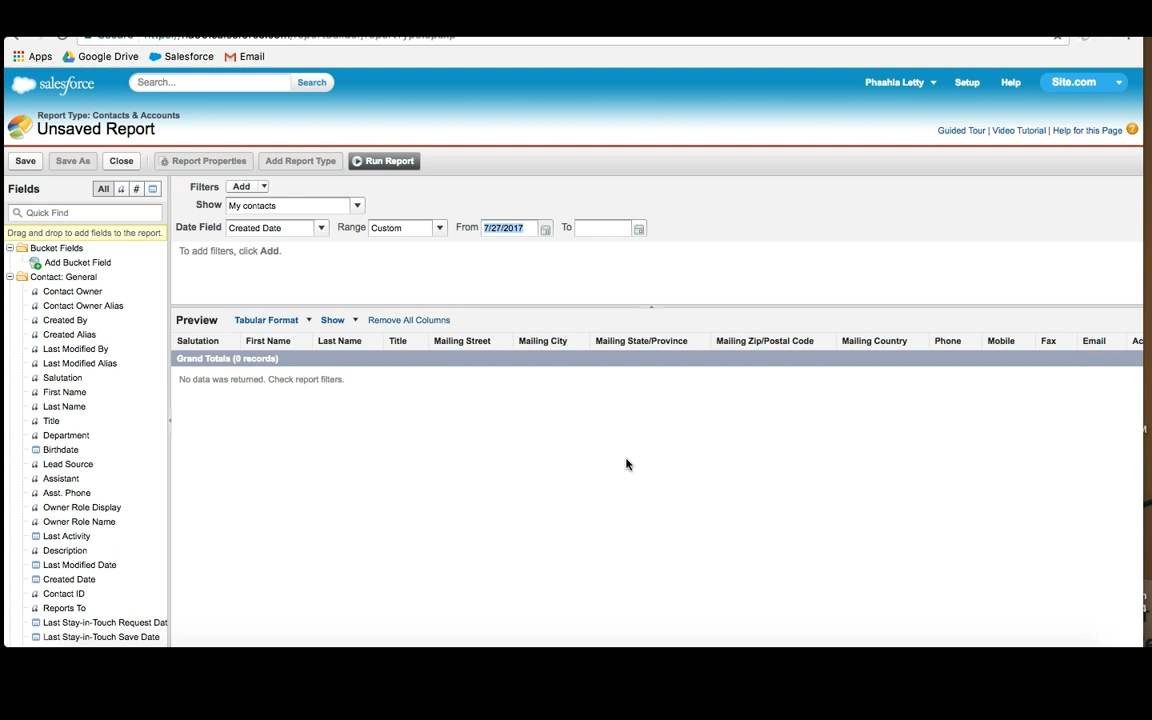 Apps Google Drive Salesforce Email
salesforce Search... Search Phaahla Letty Setup Help Site.com
Report Type: Contacts & Accounts
Unsaved Report
Guided Tour | Video Tutorial | Help for this Page ?
Save Save As Close Report Properties Add Report Type Run Report
Fields All a #
Filters Add
Show My contacts
Quick Find
Date Field Created Date Range Custom From 7/27/2017 To
Drag and drop to add fields to the report.
To add filters, click Add.
Bucket Fields
Add Bucket Field
Contact: General
Contact Owner
Contact Owner Alias
Created By
Created Alias
Last Modified By
Last Modified Alias
Salutation
First Name
Last Name
Title
Department
Birthdate
Lead Source
Assistant
Asst. Phone
Owner Role Display
Owner Role Name
Last Activity
Description
Last Modified Date
Created Date
Contact ID
Reports To
Last Stay-in-Touch Request Dat
Last Stay-in-Touch Save Date
Preview Tabular Format Show Remove All Columns
Salutation First Name Last Name Title Mailing Street Mailing City Mailing State/Province Mailing Zip/Postal Code Mailing Country Phone Mobile Fax Email Ac
Grand Totals (0 records)
No data was returned. Check report filters.